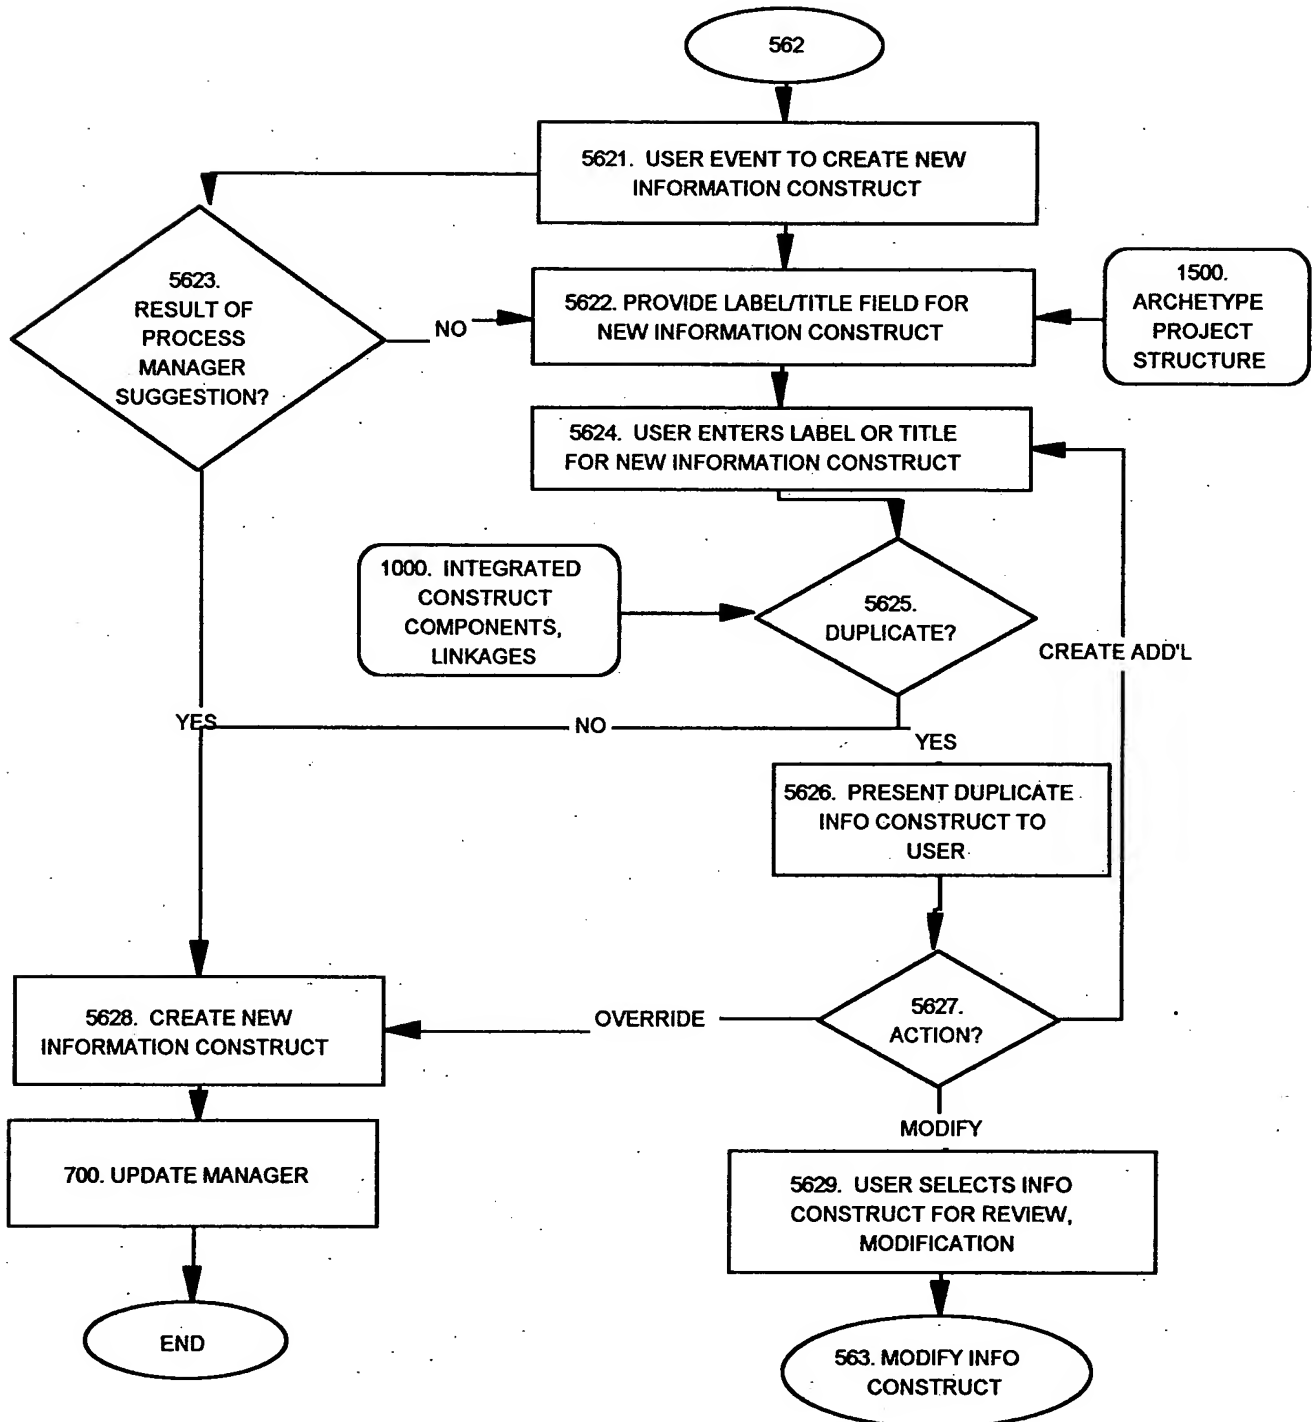 562
5621. USER EVENT TO CREATE NEW
INFORMATION CONSTRUCT
5623.
RESULT OF
PROCESS
MANAGER
SUGGESTION?
NO
5622. PROVIDE LABEL/TITLE FIELD FOR
NEW INFORMATION CONSTRUCT
1500.
ARCHETYPE
PROJECT
STRUCTURE
5624. USER ENTERS LABEL OR TITLE
FOR NEW INFORMATION CONSTRUCT
1000. INTEGRATED
CONSTRUCT
COMPONENTS,
LINKAGES
5625.
DUPLICATE?
CREATE ADD'L
YES
NO
YES
5626. PRESENT DUPLICATE
INFO CONSTRUCT TO
USER
5628. CREATE NEW
INFORMATION CONSTRUCT
OVERRIDE
5627.
ACTION?
MODIFY
700. UPDATE MANAGER
5629. USER SELECTS INFO
CONSTRUCT FOR REVIEW,
MODIFICATION
END
563. MODIFY INFO
CONSTRUCT